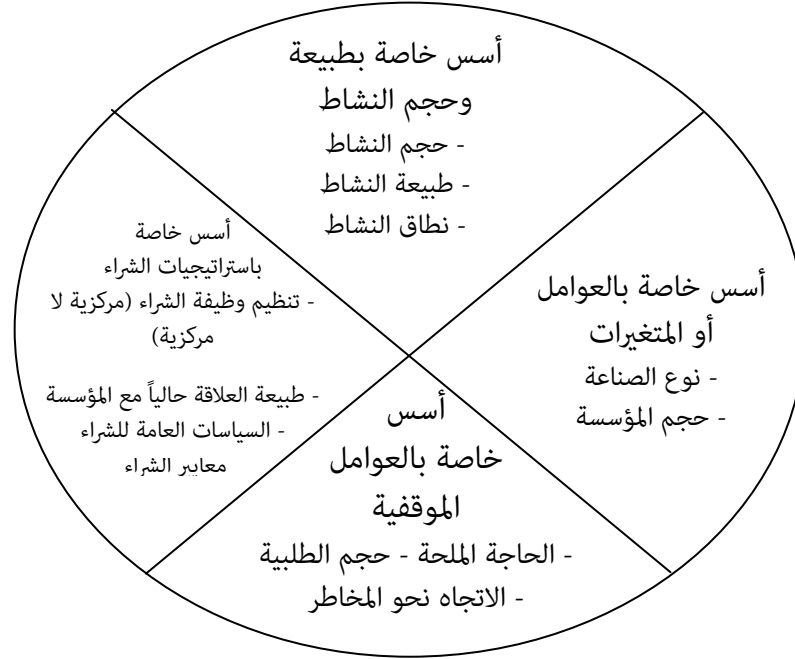 أسس خاصة بطبيعة
وحجم النشاط
- حجم النشاط
- طبيعة النشاط
- نطاق النشاط
أسس خاصة بالعوامل
أو المتغيرات
- نوع الصناعة
- حجم المؤسسة
أسس خاصة
باستراتيجيات الشراء
- تنظيم وظيفة الشراء (مركزية لا
مركزية)
- طبيعة العلاقة حالياً مع المؤسسة
- السياسات العامة للشراء
معايير الشراء
أسس
خاصة بالعوامل
الموقفية
- الحاجة الملحة - حجم الطلبية
- الاتجاه نحو المخاطر